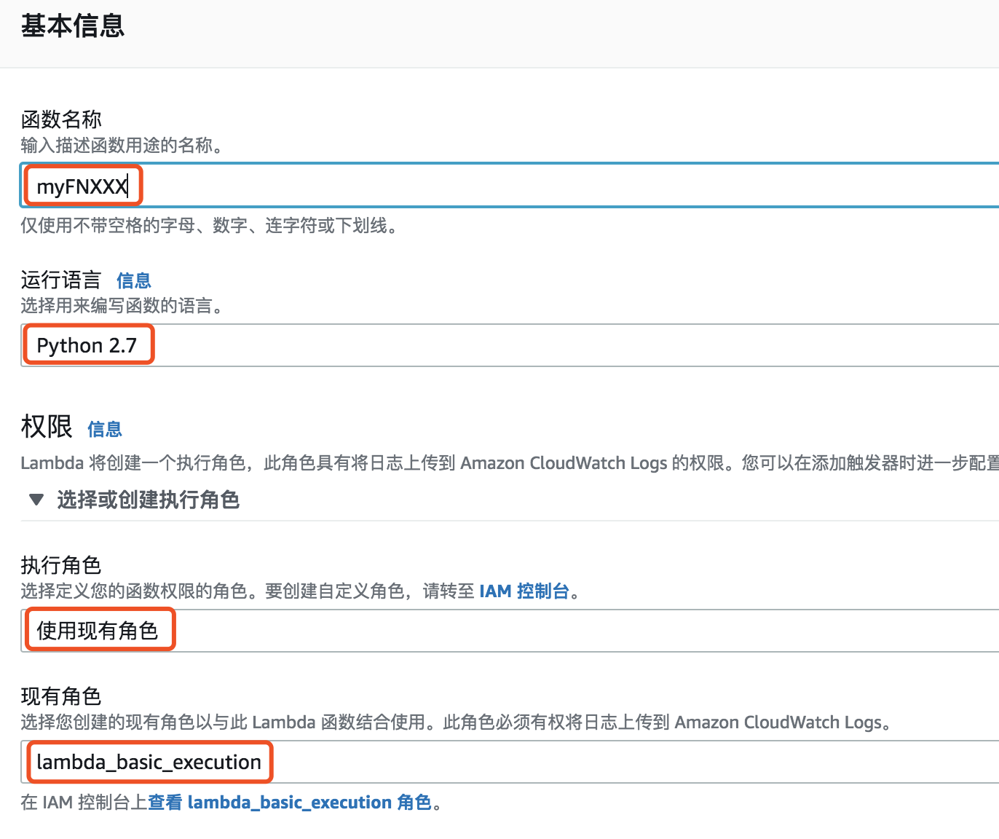 基本信息
函数名称
输入描述函数用途的名称。
myFNXXX
仅使用不带空格的字母、数字、连字符或下划线。
运行语言 信息
选择用来编写函数的语言。
Python 2.7
权限 信息
Lambda 将创建一个执行角色，此角色具有将日志上传到 Amazon CloudWatch Logs 的权限。您可以在添加触发器时进一步配置
▼ 选择或创建执行角色
执行角色
选择定义您的函数权限的角色。要创建自定义角色，请转至 IAM 控制台。
使用现有角色
现有角色
选择您创建的现有角色以与此 Lambda 函数结合使用。此角色必须有权将日志上传到 Amazon CloudWatch Logs。
lambda_basic_execution
在 IAM 控制台上查看 lambda_basic_execution 角色。